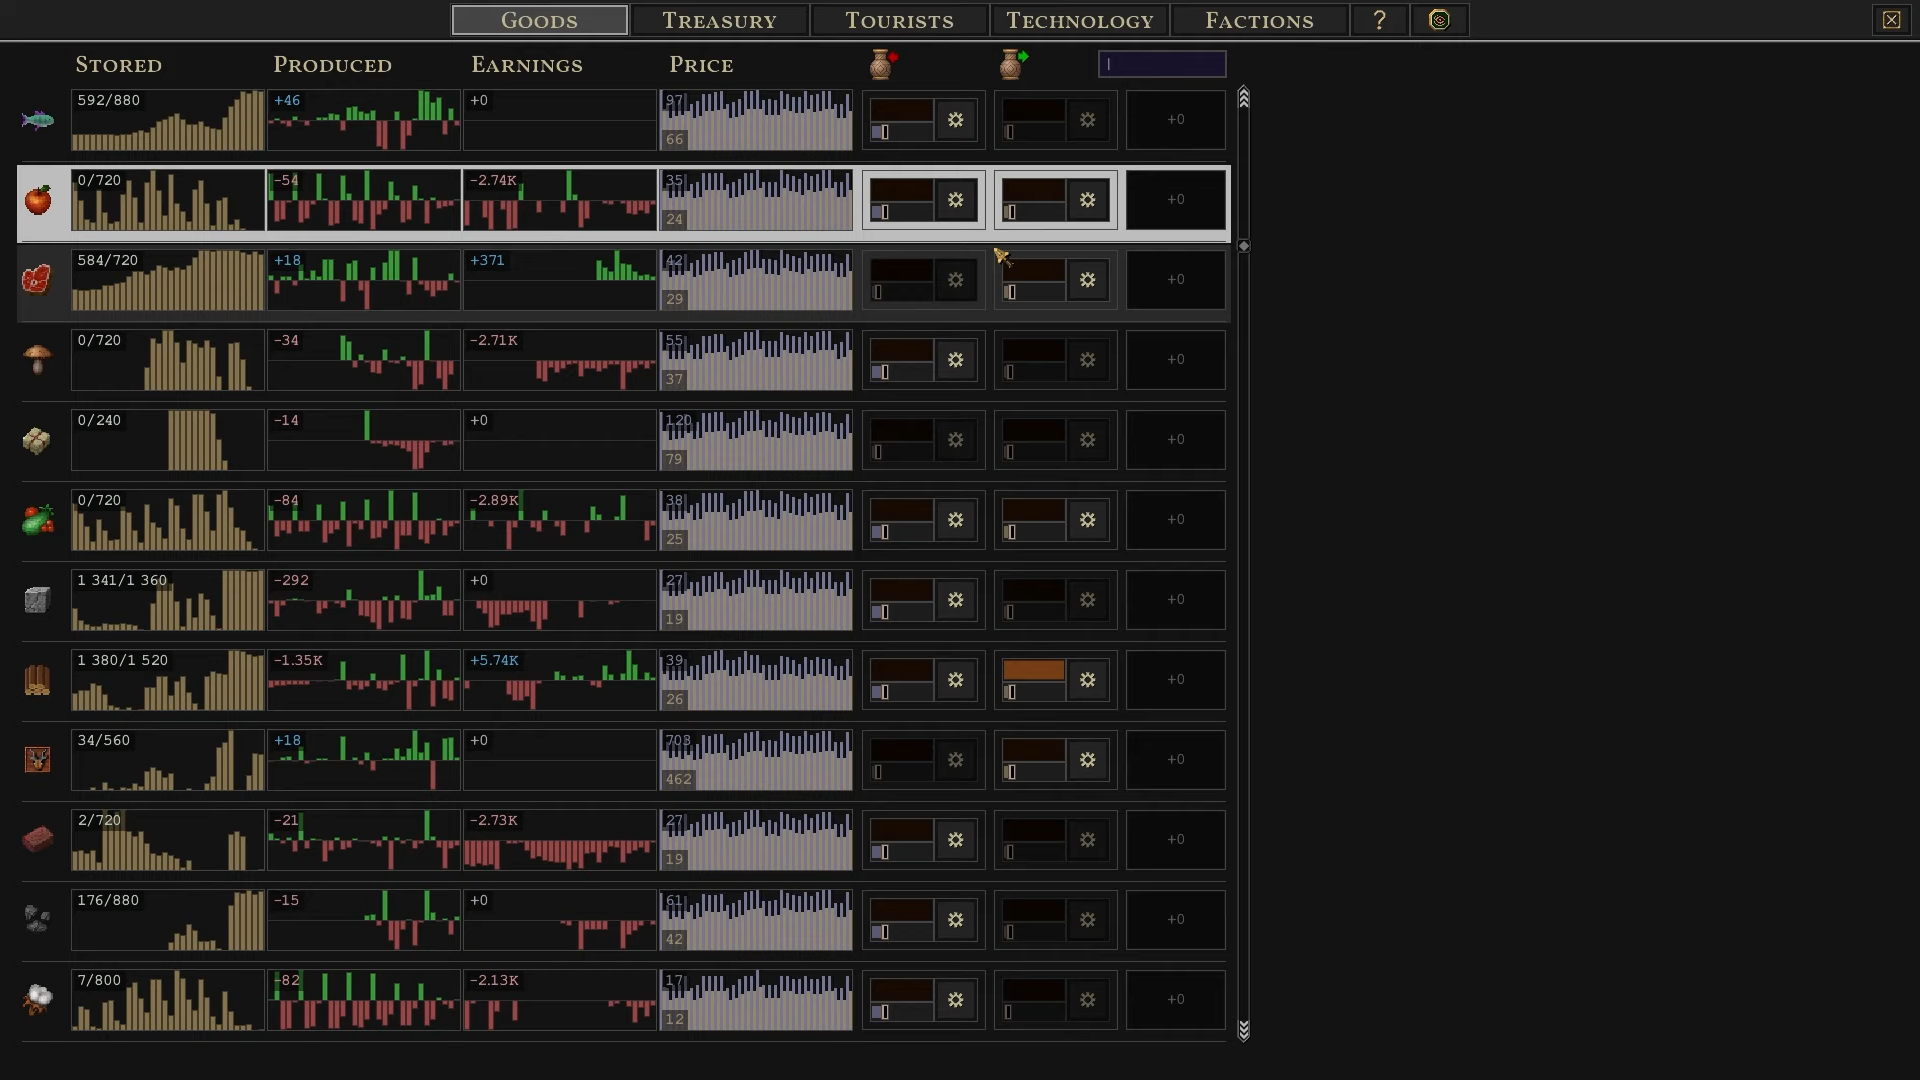 Goods Treasury Tourists Technology Factions ?
Stored Produced Earnings Price
592/880 +46 +0 97 66 +0
0/720 -54 -2.74K 35 24 +0
584/720 +18 +371 42 29 +0
0/720 -34 -2.71K 55 37 +0
0/240 -14 +0 120 79 +0
0/720 -84 -2.89K 38 25 +0
1 341/1 360 -292 +0 27 19 +0
1 380/1 520 -1.35K +5.74K 39 26 +0
34/560 +18 +0 703 462 +0
2/720 -21 -2.73K 27 19 +0
176/880 -15 +0 61 42 +0
7/800 -82 -2.13K 17 12 +0